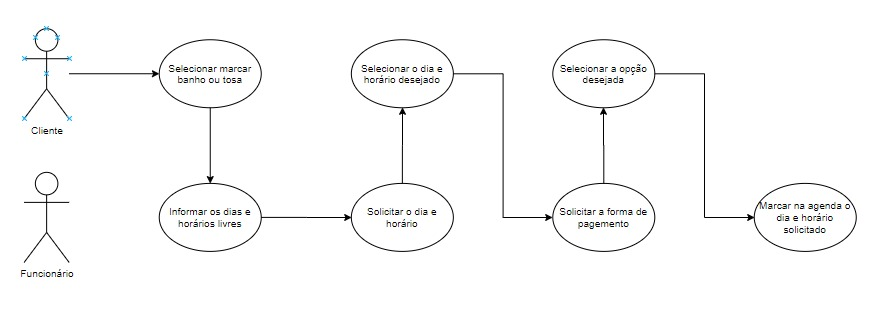 Selecionar marcar
banho ou tosa
Selecionar o dia e
horário desejado
Selecionar a opção
desejada
Cliente
Informar os dias e
horários livres
Solicitar o dia e
horário
Solicitar a forma de
pagemento
Marcar na agenda o
dia e horário
solicitado
Funcionário